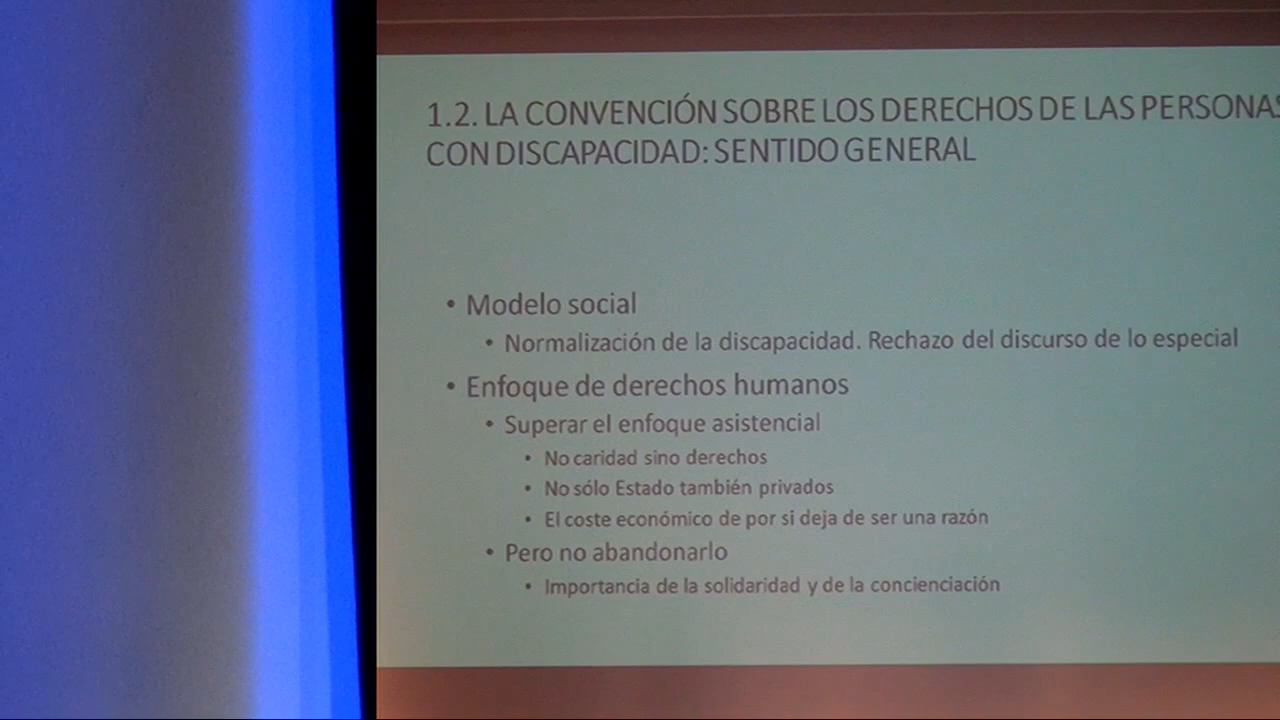 1.2. LA CONVENCIÓN SOBRE LOS DERECHOS DE LAS PERSONAS
CON DISCAPACIDAD: SENTIDO GENERAL
• Modelo social
• Normalización de la discapacidad. Rechazo del discurso de lo especial
• Enfoque de derechos humanos
• Superar el enfoque asistencial
• No caridad sino derechos
• No sólo Estado también privados
• El coste económico de por si deja de ser una razón
• Pero no abandonarlo
• Importancia de la solidaridad y de la concienciación